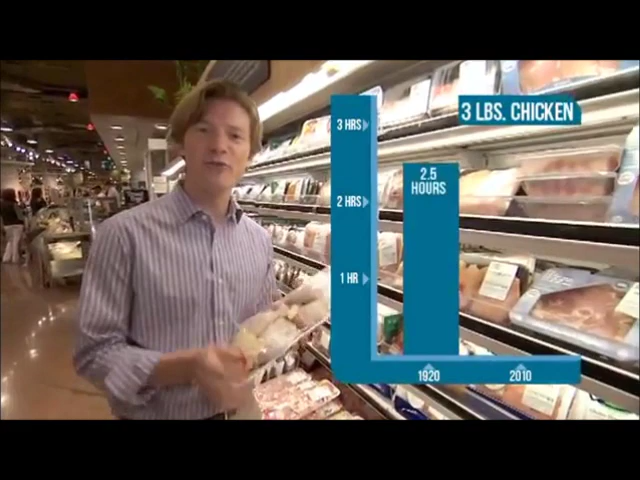 3 LBS. CHICKEN
3 HRS
2 HRS
1 HR
2.5
HOURS
1920
2010